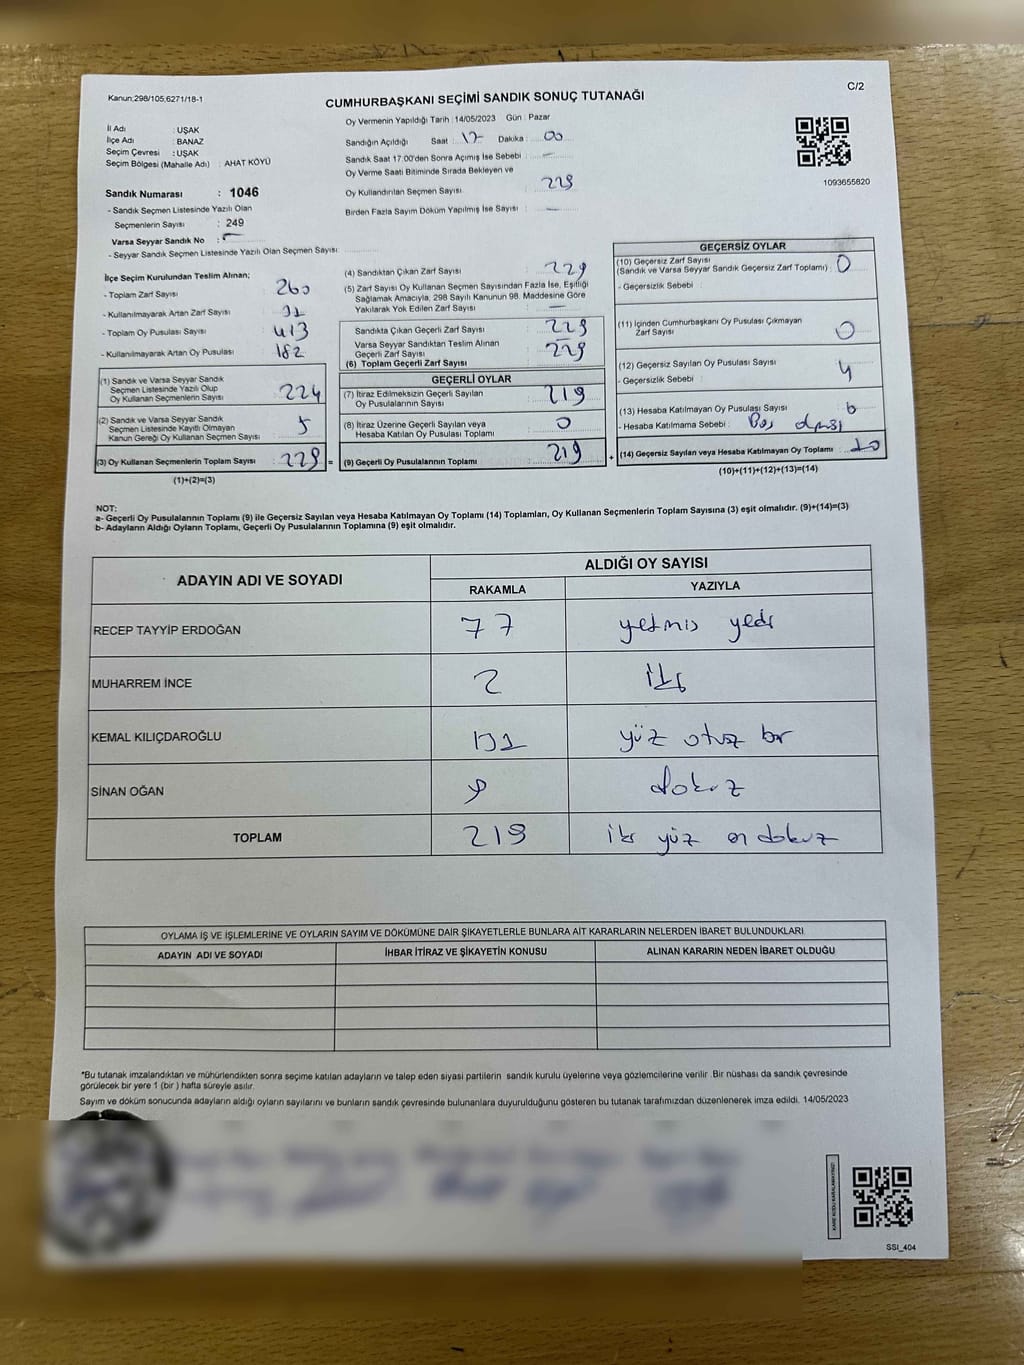 Kanun;298/105;6271/18-1
C/2
CUMHURBAŞKANI SEÇİMİ SANDIK SONUÇ TUTANAĞI
İl Adı : UŞAK
İlçe Adı : BANAZ
Seçim Çevresi : UŞAK
Seçim Bölgesi (Mahalle Adı) : AHAT KÖYÜ
Sandık Numarası : 1046
- Sandık Seçmen Listesinde Yazılı Olan
Seçmenlerin Sayısı : 249
Varsa Seyyar Sandık No : -
- Seyyar Sandık Seçmen Listesinde Yazılı Olan Seçmen Sayısı:
Oy Vermenin Yapıldığı Tarih : 14/05/2023 Gün : Pazar
Sandığın Açıldığı Saat : 17 Dakika : 00
Sandık Saat 17:00'den Sonra Açımış İse Sebebi : -
Oy Verme Saati Bitiminde Sırada Bekleyen ve
Oy Kullandırılan Seçmen Sayısı : 229
Birden Fazla Sayım Döküm Yapılmış İse Sayısı : -
1093655820
İlçe Seçim Kurulundan Teslim Alınan;
- Toplam Zarf Sayısı : 260
- Kullanılmayarak Artan Zarf Sayısı : 31
- Toplam Oy Pusulası Sayısı : 413
- Kullanılmayarak Artan Oy Pusulası : 182
(1) Sandık ve Varsa Seyyar Sandık
Seçmen Listesinde Yazılı Olup
Oy Kullanan Seçmenlerin Sayısı : 224
(2) Sandık ve Varsa Seyyar Sandık
Seçmen Listesinde Kayıtlı Olmayan
Kanun Gereği Oy Kullanan Seçmen Sayısı : 5
(3) Oy Kullanan Seçmenlerin Toplam Sayısı : 229 =
(1)+(2)=(3)
(4) Sandıktan Çıkan Zarf Sayısı : 229
(5) Zarf Sayısı Oy Kullanan Seçmen Sayısından Fazla İse, Eşitliği
Sağlamak Amacıyla, 298 Sayılı Kanunun 98. Maddesine Göre
Yakılarak Yok Edilen Zarf Sayısı : -
Sandıkta Çıkan Geçerli Zarf Sayısı : 229
Varsa Seyyar Sandıktan Teslim Alınan
Geçerli Zarf Sayısı : -
(6) Toplam Geçerli Zarf Sayısı : 229
GEÇERLİ OYLAR
(7) İtiraz Edilmeksizin Geçerli Sayılan
Oy Pusulalarının Sayısı : 219
(8) İtiraz Üzerine Geçerli Sayılan veya
Hesaba Katılan Oy Pusulası Toplamı : 0
(9) Geçerli Oy Pusulalarının Toplamı : 219 +
GEÇERSİZ OYLAR
(10) Geçersiz Zarf Sayısı
(Sandık ve Varsa Seyyar Sandık Geçersiz Zarf Toplamı) : 0
- Geçersizlik Sebebi :
(11) İçinden Cumhurbaşkanı Oy Pusulası Çıkmayan
Zarf Sayısı : 0
(12) Geçersiz Sayılan Oy Pusulası Sayısı : 4
- Geçersizlik Sebebi :
(13) Hesaba Katılmayan Oy Pusulası Sayısı : 6
- Hesaba Katılmama Sebebi : Boş
(14) Geçersiz Sayılan veya Hesaba Katılmayan Oy Toplamı : 10
(10)+(11)+(12)+(13)=(14)
NOT:
a- Geçerli Oy Pusulalarının Toplamı (9) ile Geçersiz Sayılan veya Hesaba Katılmayan Oy Toplamı (14) Toplamları, Oy Kullanan Seçmenlerin Toplam Sayısına (3) eşit olmalıdır. (9)+(14)=(3)
b- Adayların Aldığı Oyların Toplamı, Geçerli Oy Pusulalarının Toplamına (9) eşit olmalıdır.
ADAYIN ADI VE SOYADI
ALDIĞI OY SAYISI
RAKAMLA YAZIYLA
RECEP TAYYİP ERDOĞAN 77 yetmiş yedi
MUHARREM İNCE 2 iki
KEMAL KILIÇDAROĞLU 131 yüz otuz bir
SİNAN OĞAN 9 dokuz
TOPLAM 219 iki yüz on dokuz
OYLAMA İŞ VE İŞLEMLERİNE VE OYLARIN SAYIM VE DÖKÜMÜNE DAİR ŞİKAYETLERLE BUNLARA AİT KARARLARIN NELERDEN İBARET BULUNDUKLARI
ADAYIN ADI VE SOYADI İHBAR İTİRAZ VE ŞİKAYETİN KONUSU ALINAN KARARIN NEDEN İBARET OLDUĞU
*Bu tutanak imzalandıktan ve mühürlendikten sonra seçime katılan adayların ve talep eden siyasi partilerin sandık kurulu üyelerine veya gözlemcilerine verilir .Bir nüshası da sandık çevresinde
görülecek bir yere 1 (bir ) hafta süreyle asılır.
Sayım ve döküm sonucunda adayların aldığı oyların sayılarını ve bunların sandık çevresinde bulunanlara duyurulduğunu gösteren bu tutanak tarafımızdan düzenlenerek imza edildi. 14/05/2023
SSI_404